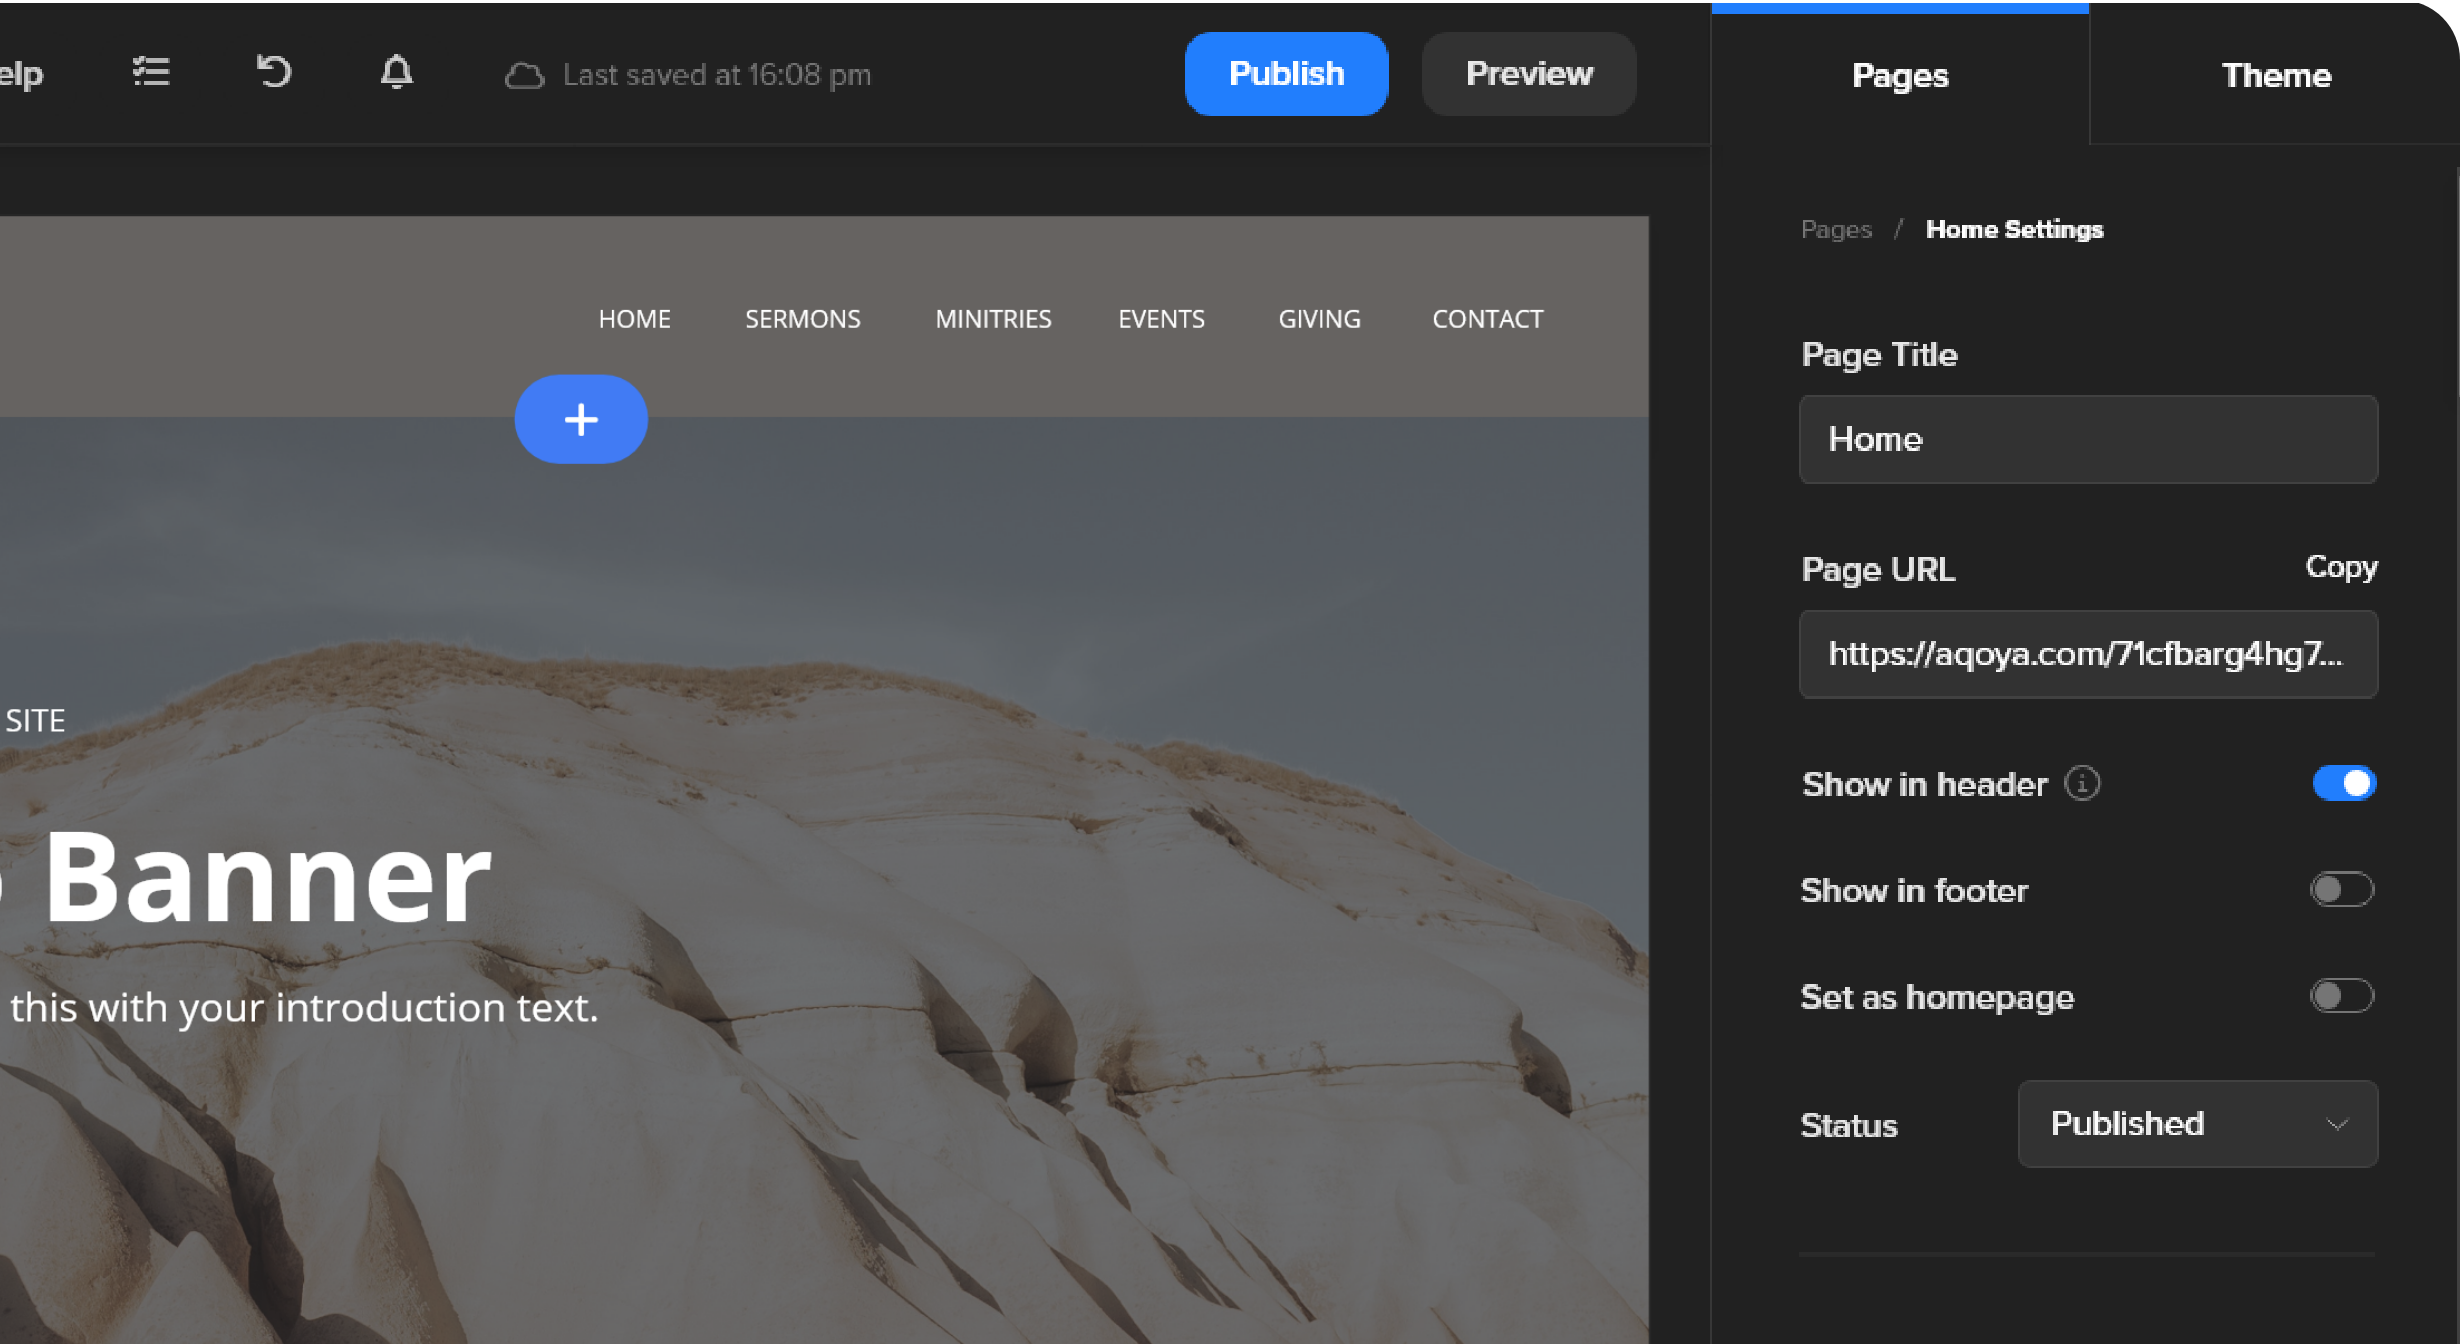 Last saved at 16:08 pm
Publish
Preview
Pages
Theme
HOME SERMONS MINITRIES EVENTS GIVING CONTACT
SITE
Banner
this with your introduction text.
Pages / Home Settings
Page Title
Home
Page URL Copy
https://aqoya.com/71cfbarg4hg7...
Show in header
Show in footer
Set as homepage
Status Published